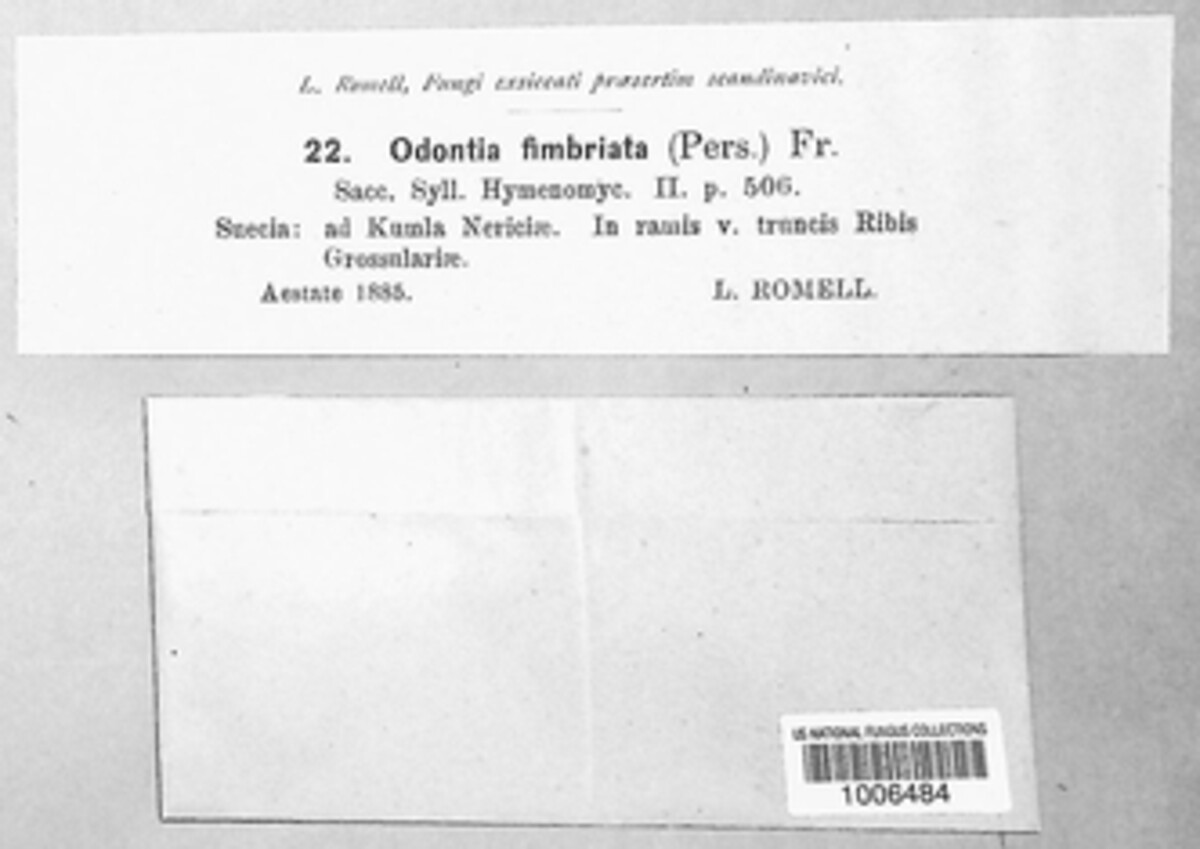 L. Romell, Fungi exsiccati præsertim scandinavici.
22. Odontia fimbriata (Pers.) Fr.
Sacc. Syll. Hymenomyc. II. p. 506.
Suecia: ad Kumla Nericiæ. In ramis v. truncis Ribis
Grossulariæ.
Aestate 1885. L. ROMELL.
US NATIONAL FUNGUS COLLECTIONS
1006484